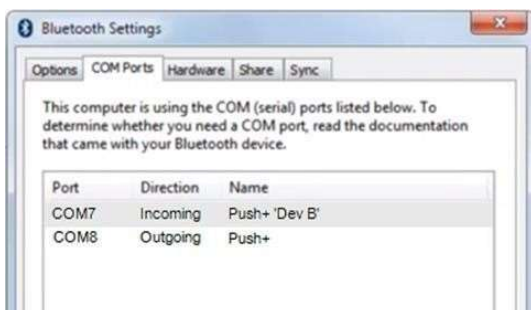 Bluetooth Settings
Options COM Ports Hardware Share Sync
This computer is using the COM (serial) ports listed below. To
determine whether you need a COM port, read the documentation
that came with your Bluetooth device.
Port Direction Name
COM7 Incoming Push+ 'Dev B'
COM8 Outgoing Push+